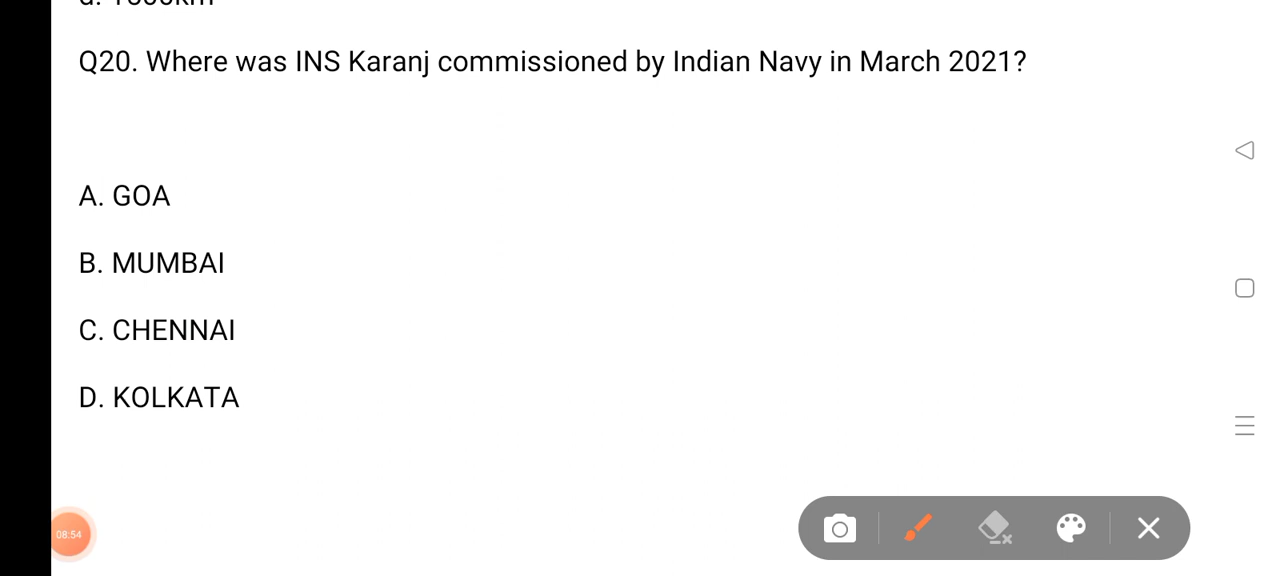 Q20. Where was INS Karanj commissioned by Indian Navy in March 2021?
A. GOA
B. MUMBAI
C. CHENNAI
D. KOLKATA
08:54